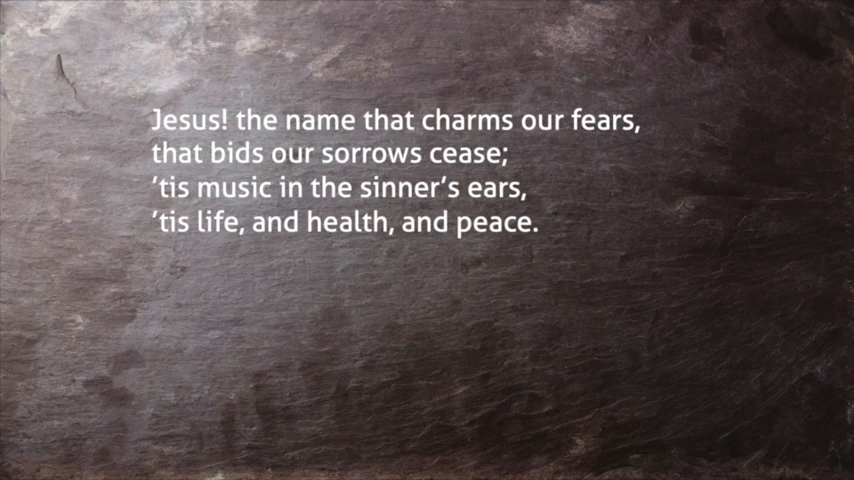 Jesus! the name that charms our fears,
that bids our sorrows cease;
’tis music in the sinner’s ears,
’tis life, and health, and peace.